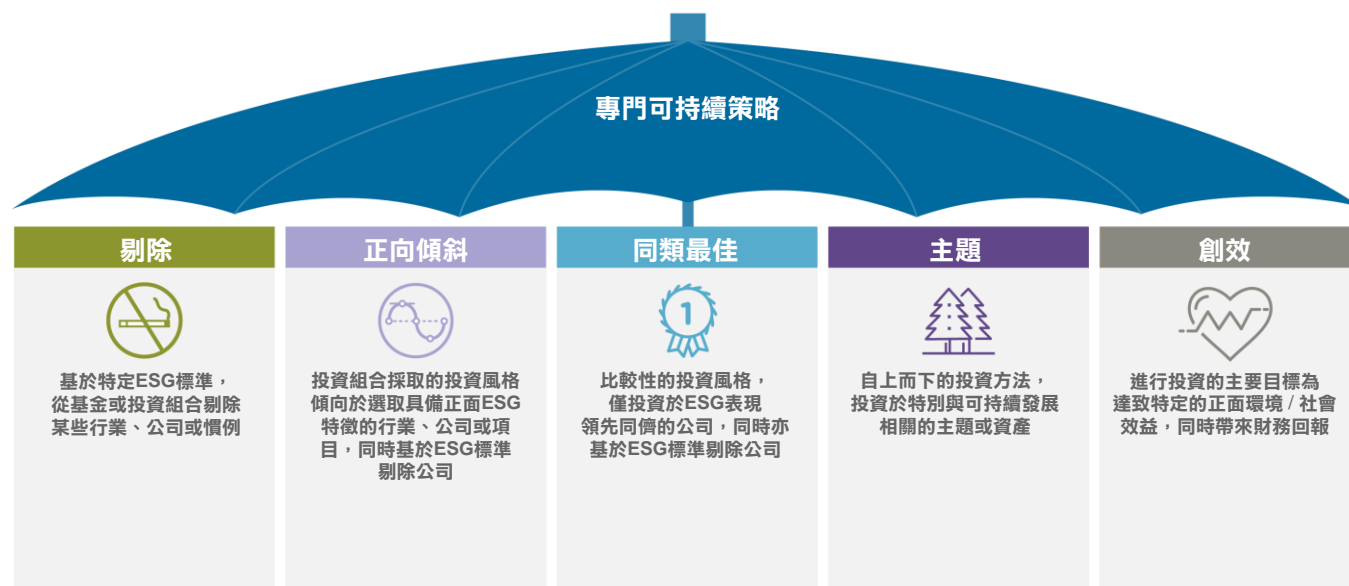 專門可持續策略
剔除
基於特定ESG標準，
從基金或投資組合剔除
某些行業、公司或慣例
正向傾斜
投資組合採取的投資風格
傾向於選取具備正面ESG
特徵的行業、公司或項
目，同時基於ESG標準
剔除公司
同類最佳
1
比較性的投資風格，
僅投資於ESG表現
領先同儕的公司，同時亦
基於ESG標準剔除公司
主題
自上而下的投資方法，
投資於特別與可持續發展
相關的主題或資產
創效
進行投資的主要目標為
達致特定的正面環境 / 社會
效益，同時帶來財務回報